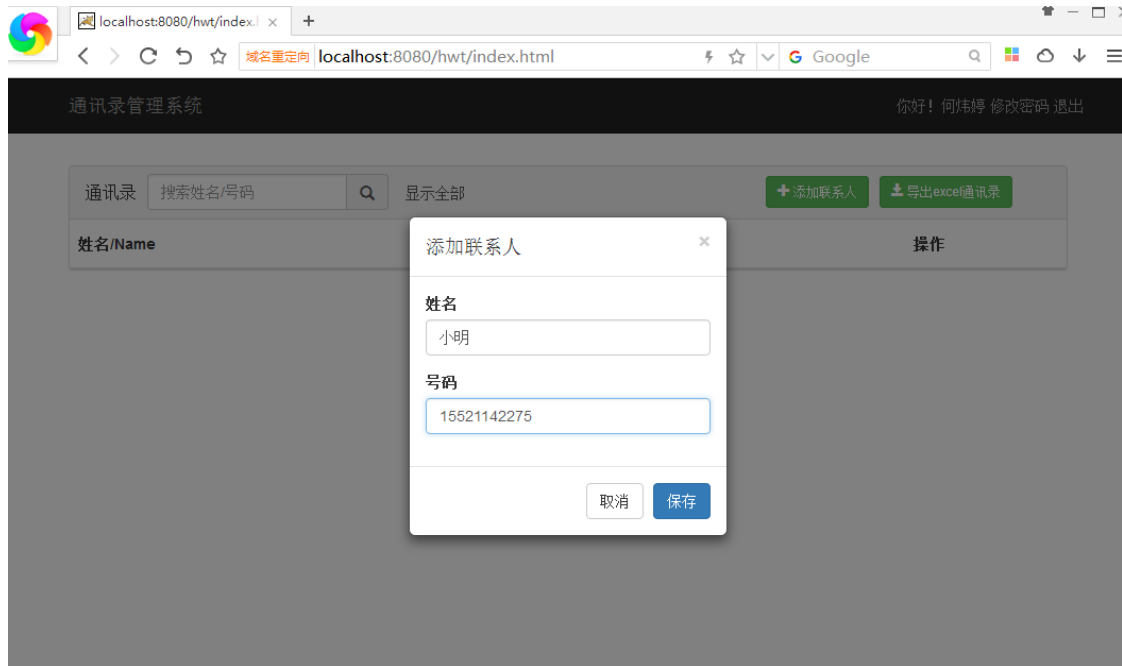 localhost:8080/hwt/index.
域名重定向 localhost:8080/hwt/index.html Google
通讯录管理系统 你好！何炜婷 修改密码 退出
通讯录 搜索姓名/号码 显示全部 添加联系人 导出excel通讯录
姓名/Name 操作
添加联系人
姓名
小明
号码
15521142275
取消 保存